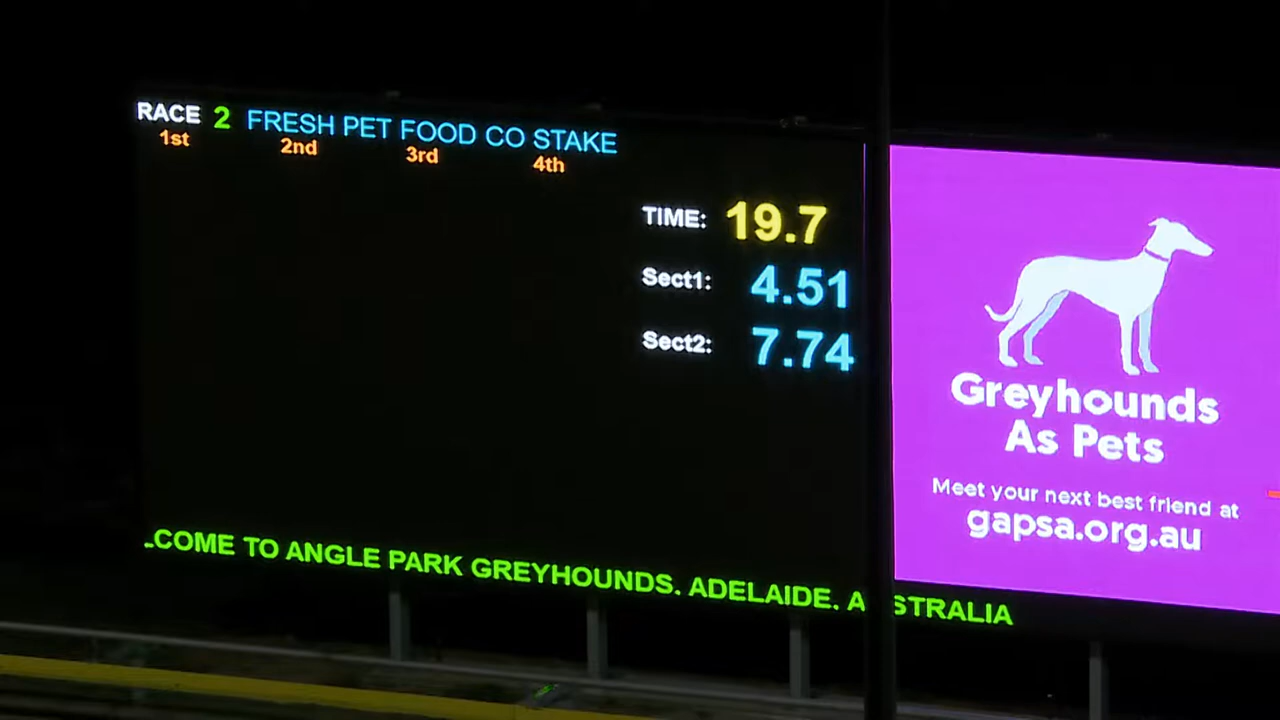 RACE 2 FRESH PET FOOD CO STAKE
1st 2nd 3rd 4th
TIME: 19.7
Sect1: 4.51
Sect2: 7.74
COME TO ANGLE PARK GREYHOUNDS. ADELAIDE. A STRALIA
Greyhounds
As Pets
Meet your next best friend at
gapsa.org.au